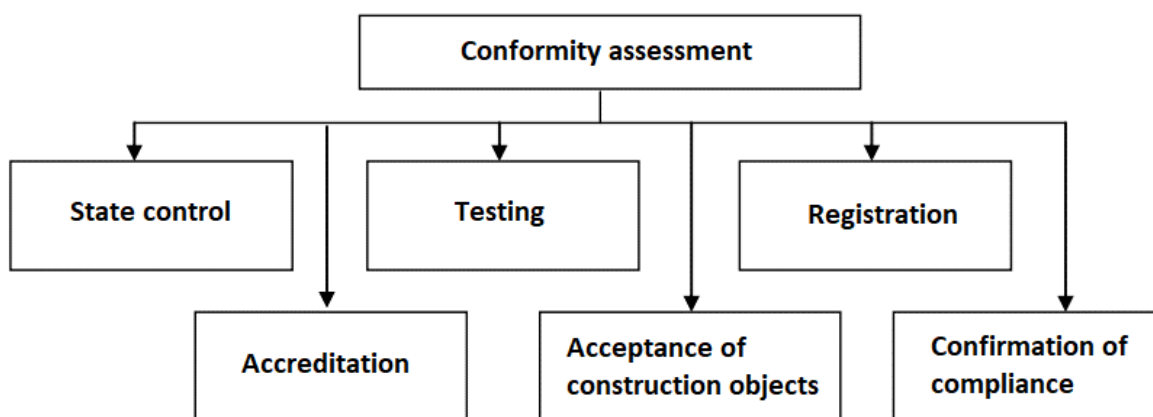 Conformity assessment
State control
Testing
Registration
Accreditation
Acceptance of
construction objects
Confirmation of
compliance